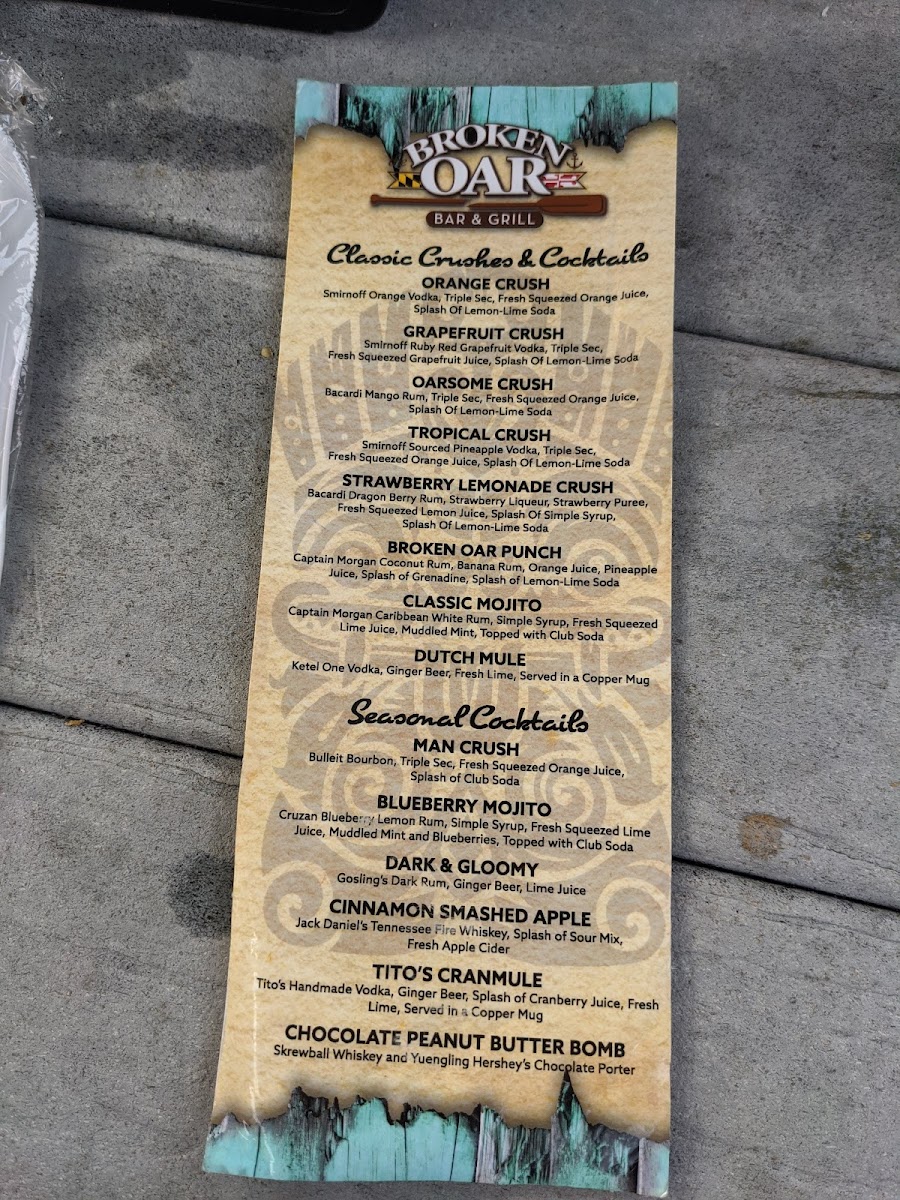 BROKEN
OAR
BAR & GRILL
Classic Crushes & Cocktails
ORANGE CRUSH
Smirnoff Orange Vodka, Triple Sec, Fresh Squeezed Orange Juice,
Splash Of Lemon-Lime Soda
GRAPEFRUIT CRUSH
Smirnoff Ruby Red Grapefruit Vodka, Triple Sec,
Fresh Squeezed Grapefruit Juice, Splash Of Lemon-Lime Soda
OARSOME CRUSH
Bacardi Mango Rum, Triple Sec, Fresh Squeezed Orange Juice,
Splash Of Lemon-Lime Soda
TROPICAL CRUSH
Smirnoff Sourced Pineapple Vodka, Triple Sec,
Fresh Squeezed Orange Juice, Splash Of Lemon-Lime Soda
STRAWBERRY LEMONADE CRUSH
Bacardi Dragon Berry Rum, Strawberry Liqueur, Strawberry Puree,
Fresh Squeezed Lemon Juice, Splash Of Simple Syrup,
Splash Of Lemon-Lime Soda
BROKEN OAR PUNCH
Captain Morgan Coconut Rum, Banana Rum, Orange Juice, Pineapple
Juice, Splash of Grenadine, Splash of Lemon-Lime Soda
CLASSIC MOJITO
Captain Morgan Caribbean White Rum, Simple Syrup, Fresh Squeezed
Lime Juice, Muddled Mint, Topped with Club Soda
DUTCH MULE
Ketel One Vodka, Ginger Beer, Fresh Lime, Served in a Copper Mug
Seasonal Cocktails
MAN CRUSH
Bulleit Bourbon, Triple Sec, Fresh Squeezed Orange Juice,
Splash of Club Soda
BLUEBERRY MOJITO
Cruzan Blueberry Lemon Rum, Simple Syrup, Fresh Squeezed Lime
Juice, Muddled Mint and Blueberries, Topped with Club Soda
DARK & GLOOMY
Gosling's Dark Rum, Ginger Beer, Lime Juice
CINNAMON SMASHED APPLE
Jack Daniel's Tennessee Fire Whiskey, Splash of Sour Mix,
Fresh Apple Cider
TITO'S CRANMULE
Tito's Handmade Vodka, Ginger Beer, Splash of Cranberry Juice, Fresh
Lime, Served in a Copper Mug
CHOCOLATE PEANUT BUTTER BOMB
Skrewball Whiskey and Yuengling Hershey's Chocolate Porter